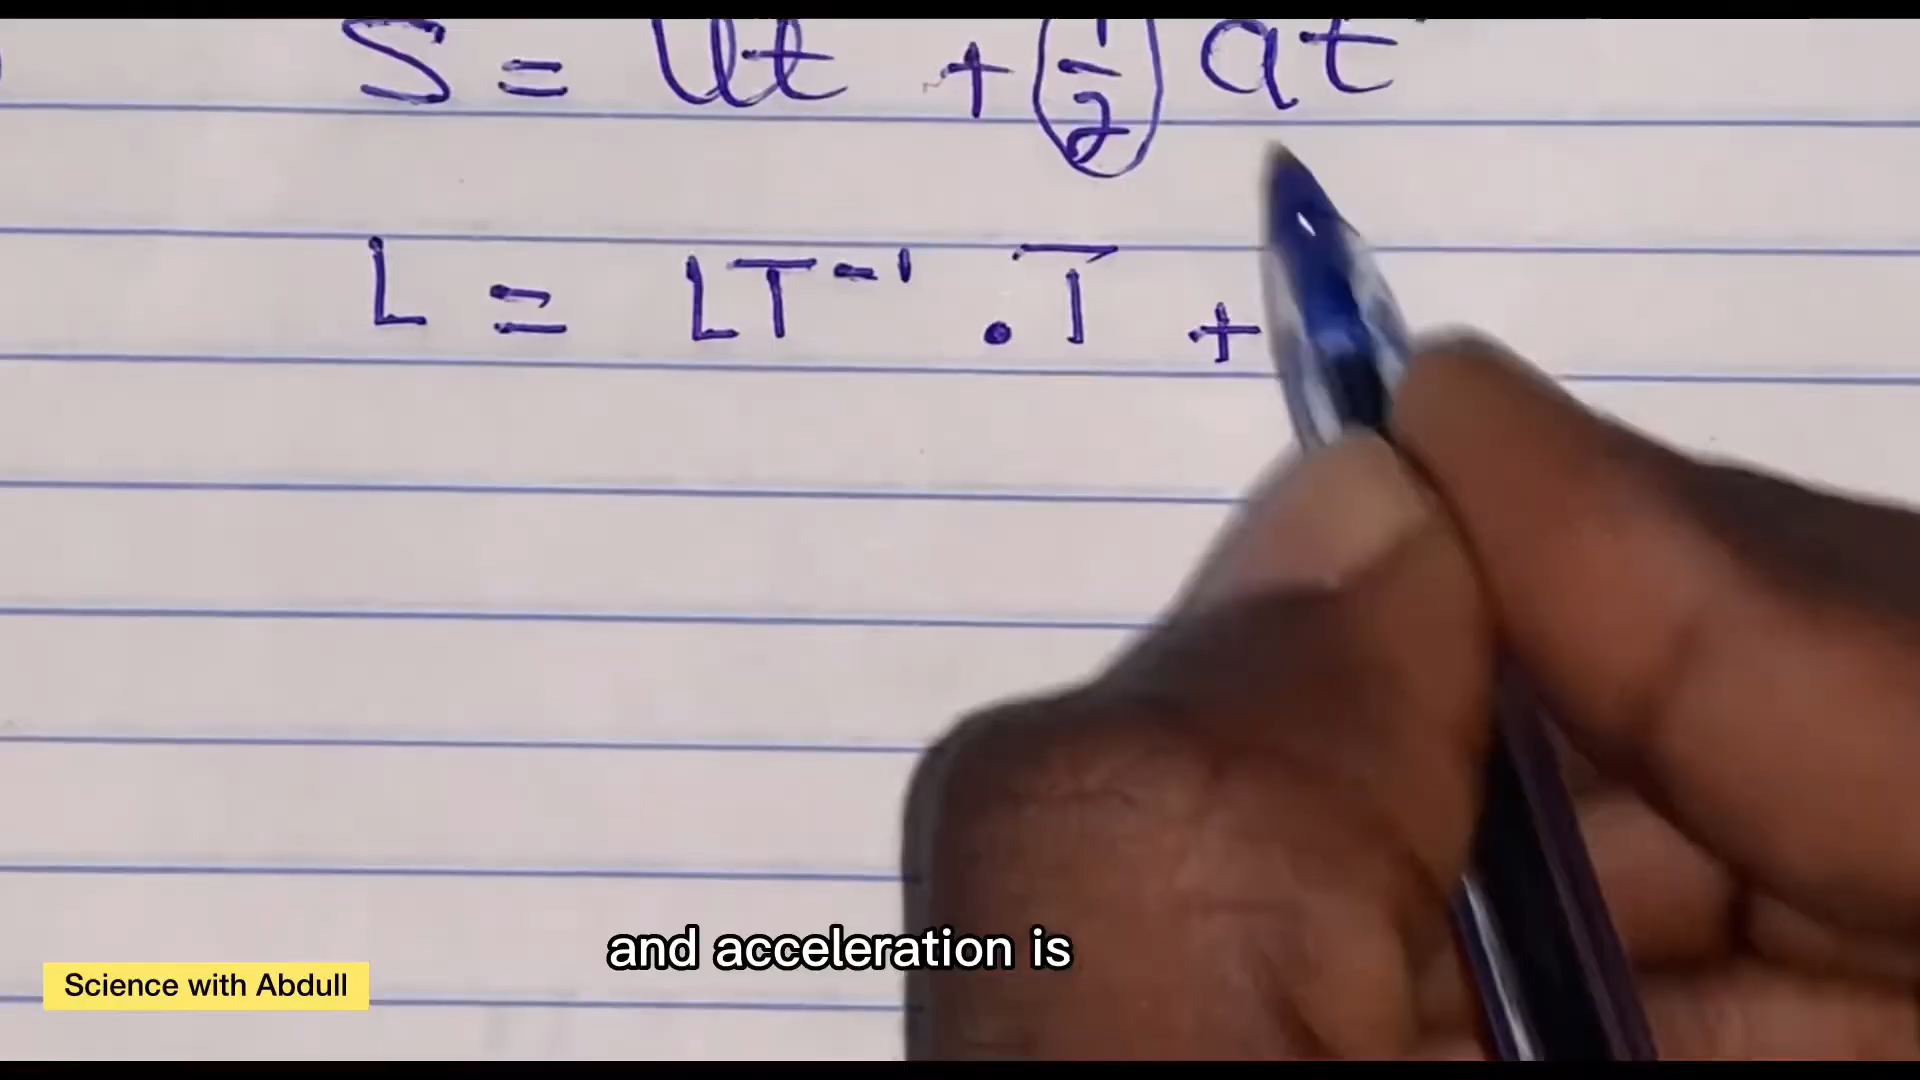 S = Ut + 1/2 at
L = LT⁻¹ . T +
and acceleration is
Science with Abdull